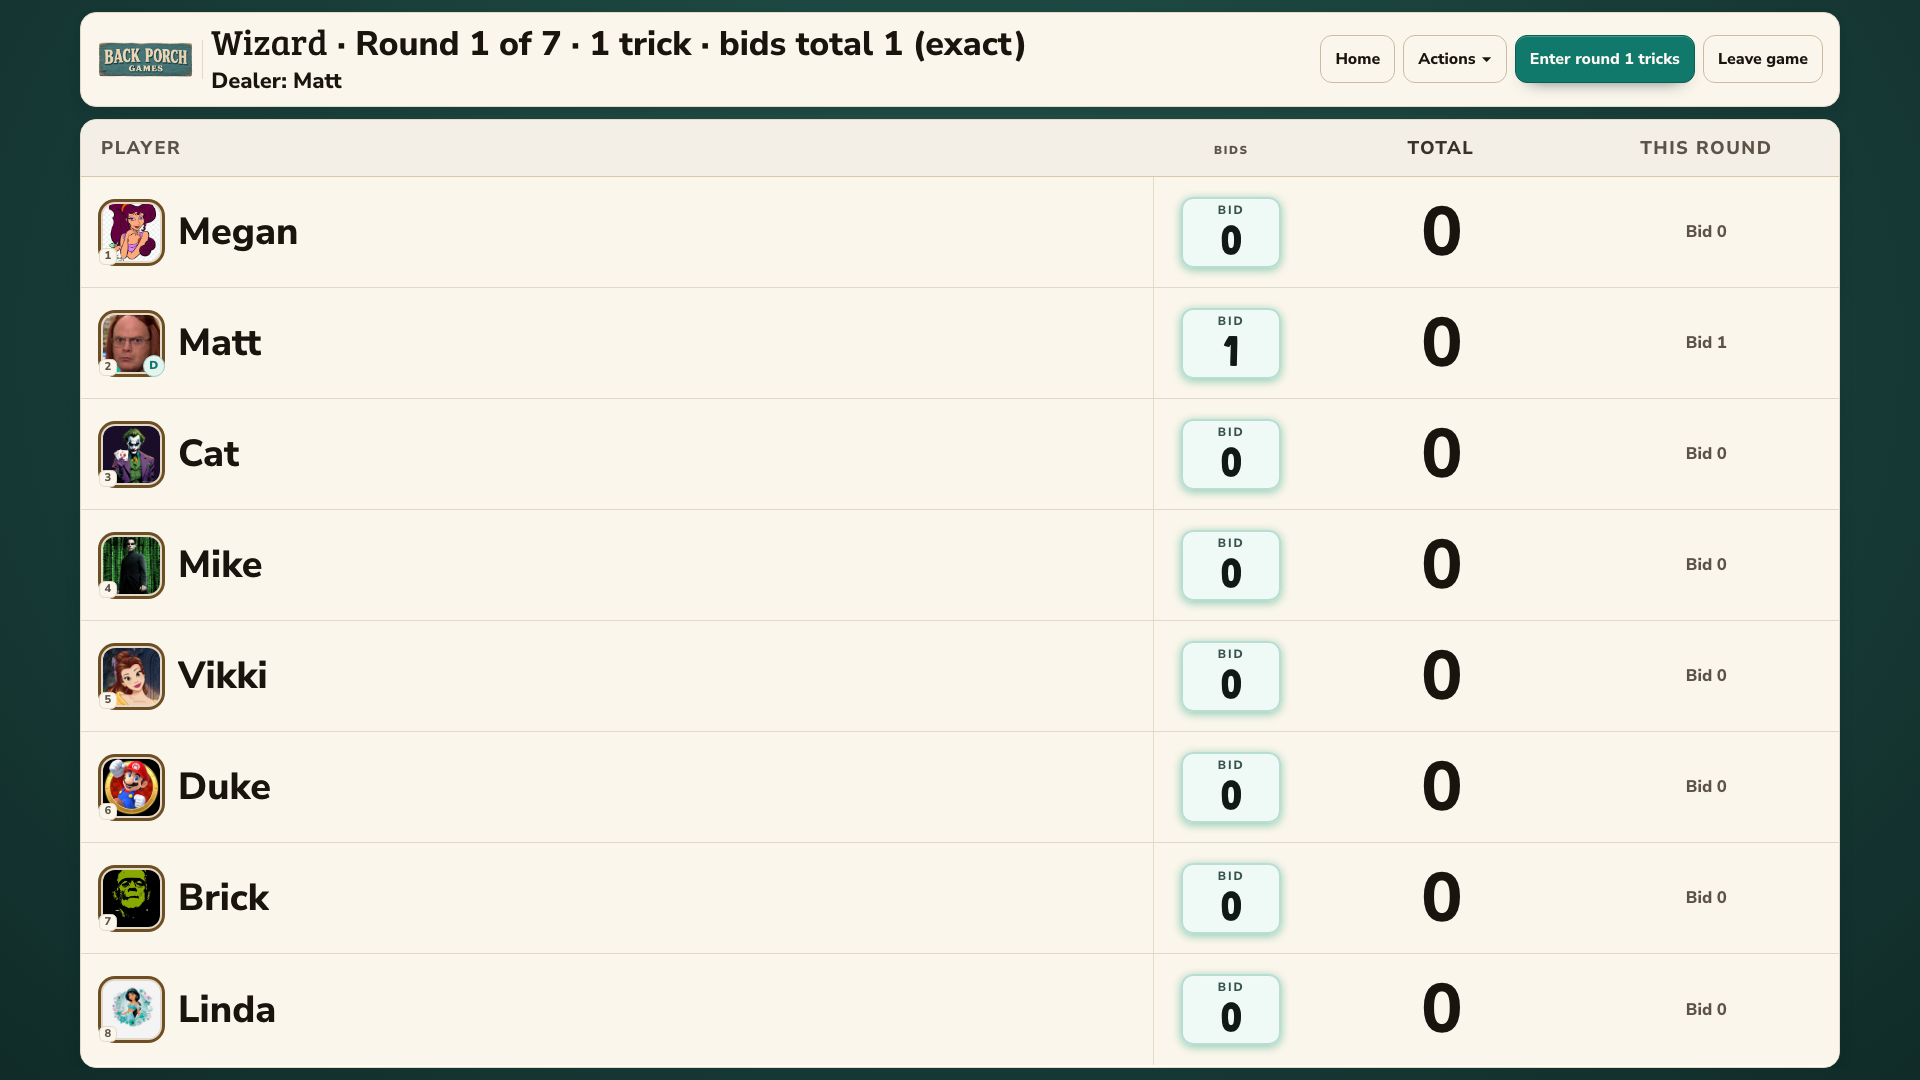 BACK PORCH
GAMES
Wizard · Round 1 of 7 · 1 trick · bids total 1 (exact)
Dealer: Matt
Home
Actions
Enter round 1 tricks
Leave game
PLAYER
BIDS
TOTAL
THIS ROUND
1
Megan
BID
0
0
Bid 0
2
D
Matt
BID
1
0
Bid 1
3
Cat
BID
0
0
Bid 0
4
Mike
BID
0
0
Bid 0
5
Vikki
BID
0
0
Bid 0
6
Duke
BID
0
0
Bid 0
7
Brick
BID
0
0
Bid 0
8
Linda
BID
0
0
Bid 0